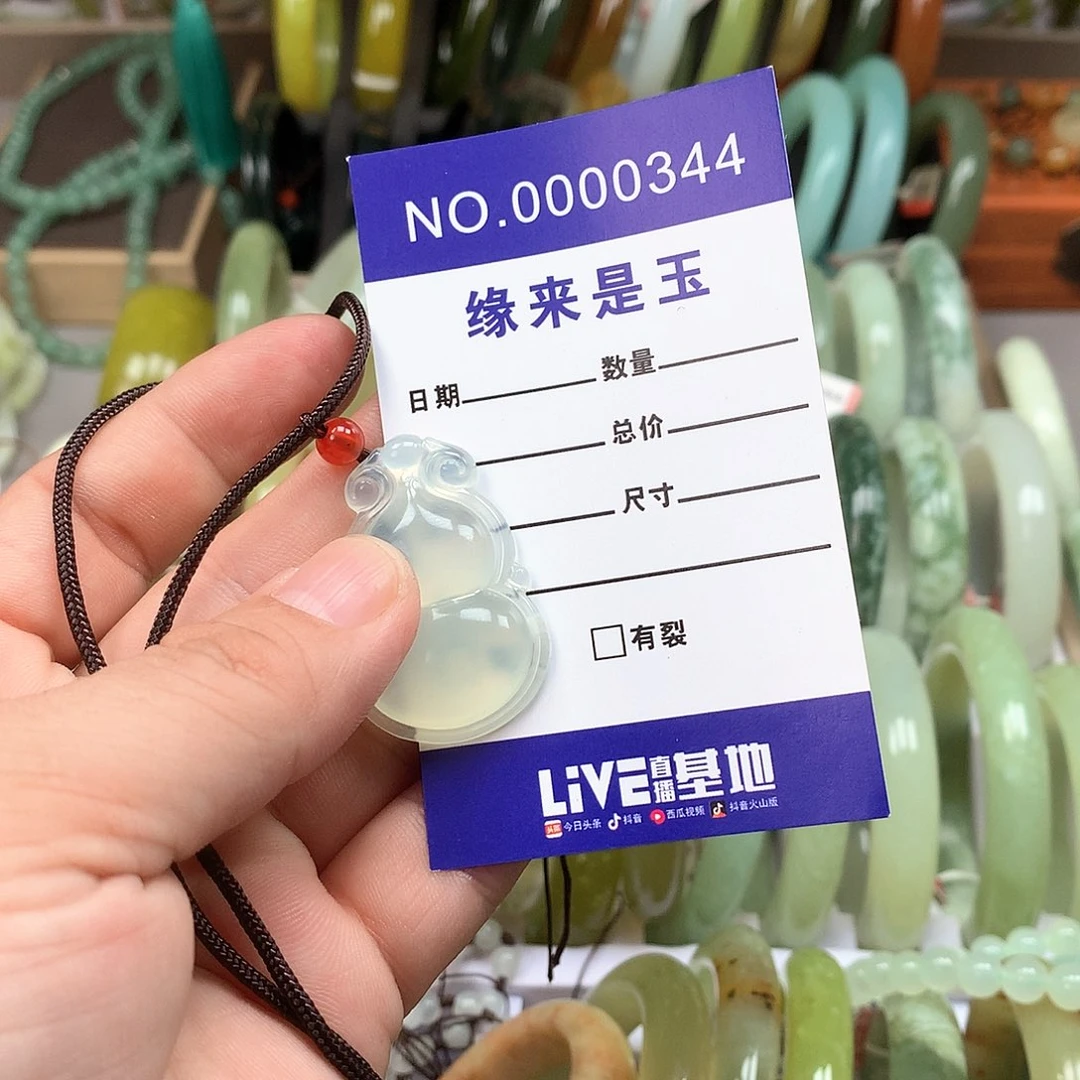 NO.0000344
缘来是玉
日期 数量
总价
尺寸
有裂
LiVE直播基地
头条 今日头条 抖音 西瓜视频 抖音火山版